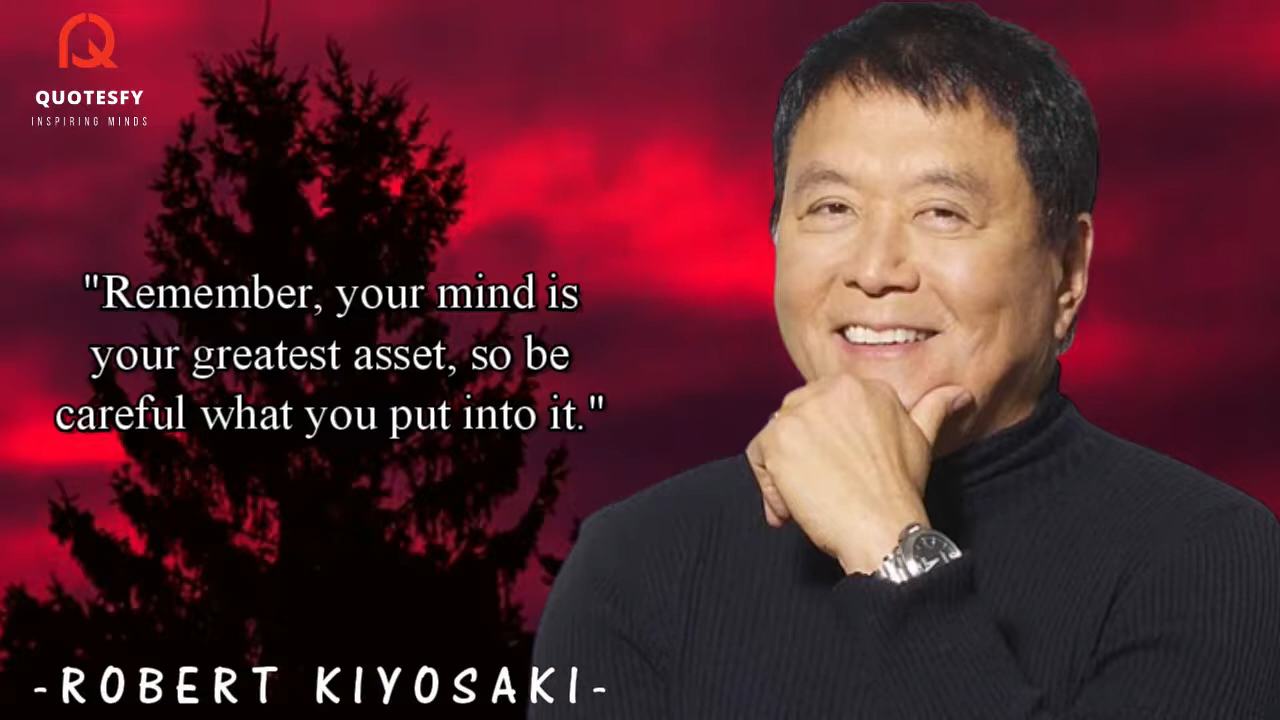 QUOTESFY
INSPIRING MINDS
"Remember, your mind is
your greatest asset, so be
careful what you put into it."
-ROBERT KIYOSAKI-